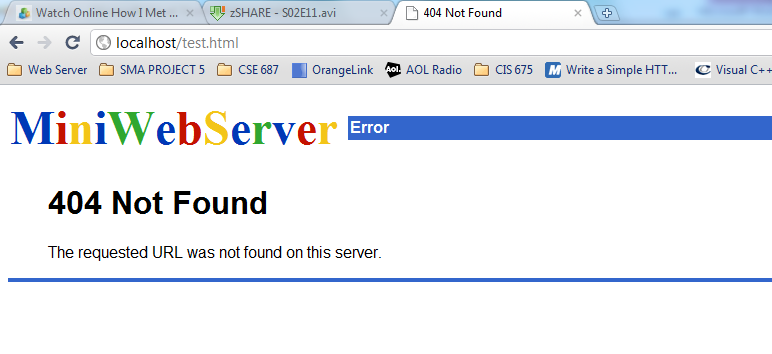 Watch Online How I Met ...
zSHARE - S02E11.avi
404 Not Found
localhost/test.html
Web Server SMA PROJECT 5 CSE 687 OrangeLink Aol. AOL Radio CIS 675 M Write a Simple HTT... C Visual C++
MiniWebServer Error
404 Not Found
The requested URL was not found on this server.